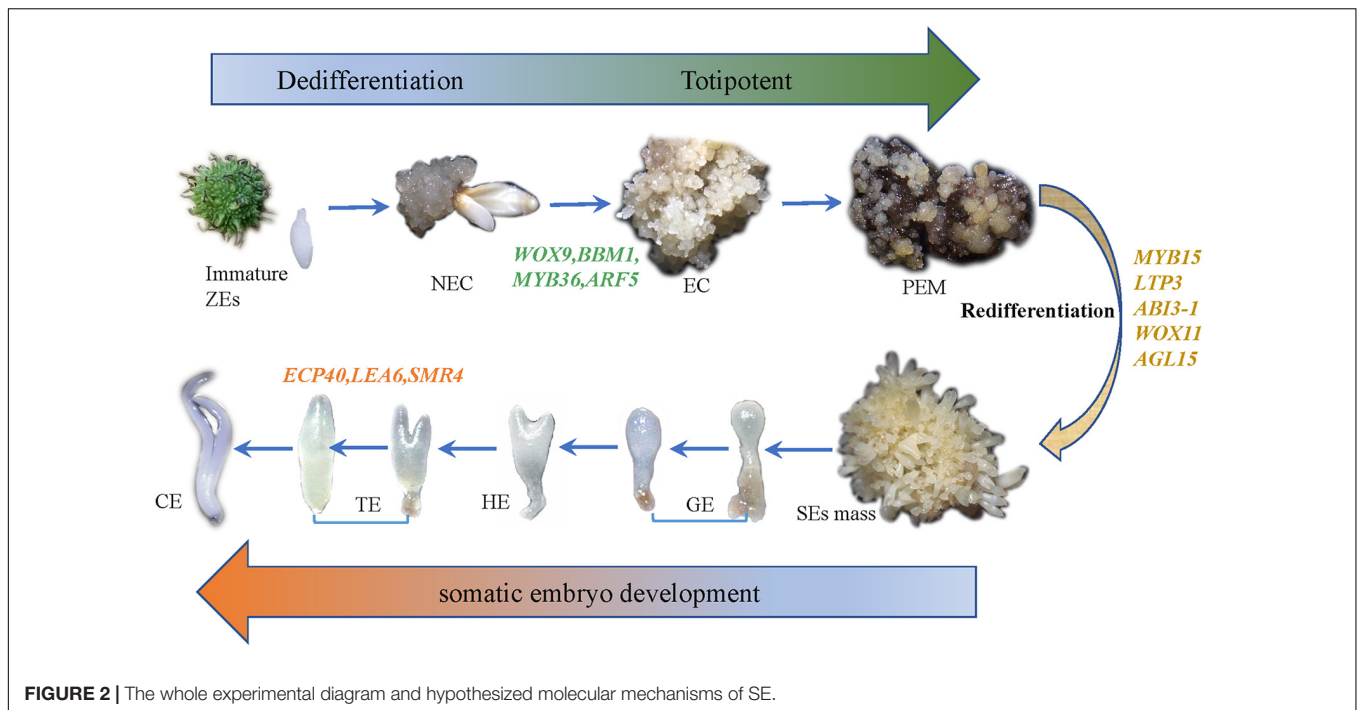 Dedifferentiation Totipotent
Immature
ZEs
NEC
WOX9,BBM1,
MYB36,ARF5
EC
PEM
Redifferentiation
MYB15
LTP3
ABI3-1
WOX11
AGL15
ECP40,LEA6,SMR4
CE
TE
HE
GE
SEs mass
somatic embryo development
FIGURE 2 | The whole experimental diagram and hypothesized molecular mechanisms of SE.